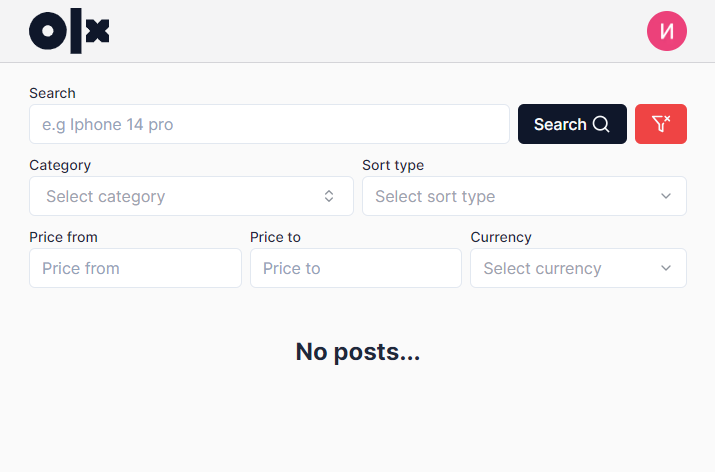 olx
И
Search
e.g Iphone 14 pro
Search
Category
Sort type
Select category
Select sort type
Price from
Price to
Currency
Price from
Price to
Select currency
No posts...